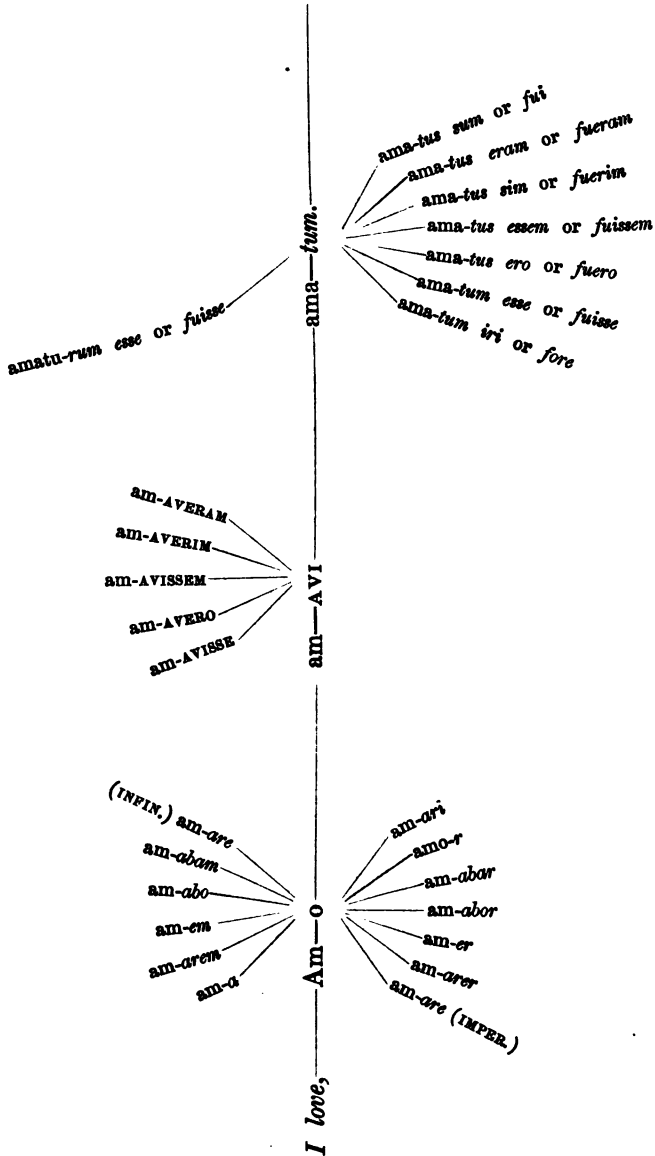 ama-tus sum or fui
ama-tus eram or fueram
ama-tus sim or fuerim
ama-tus essem or fuissem
ama-tus ero or fuero
ama-tum esse or fuisse
ama-tum iri or fore
ama—tum.
amatu-rum esse or fuisse
am-AVERAM
am-AVERIM
am-AVISSEM
am-AVERO
am-AVISSE
am—AVI
(INFIN.) am-are
am-abam
am-abo
am-em
am-arem
am-a
Am—o
am-ari
amo-r
am-abar
am-abor
am-er
am-arer
am-are (IMPER.)
I love,